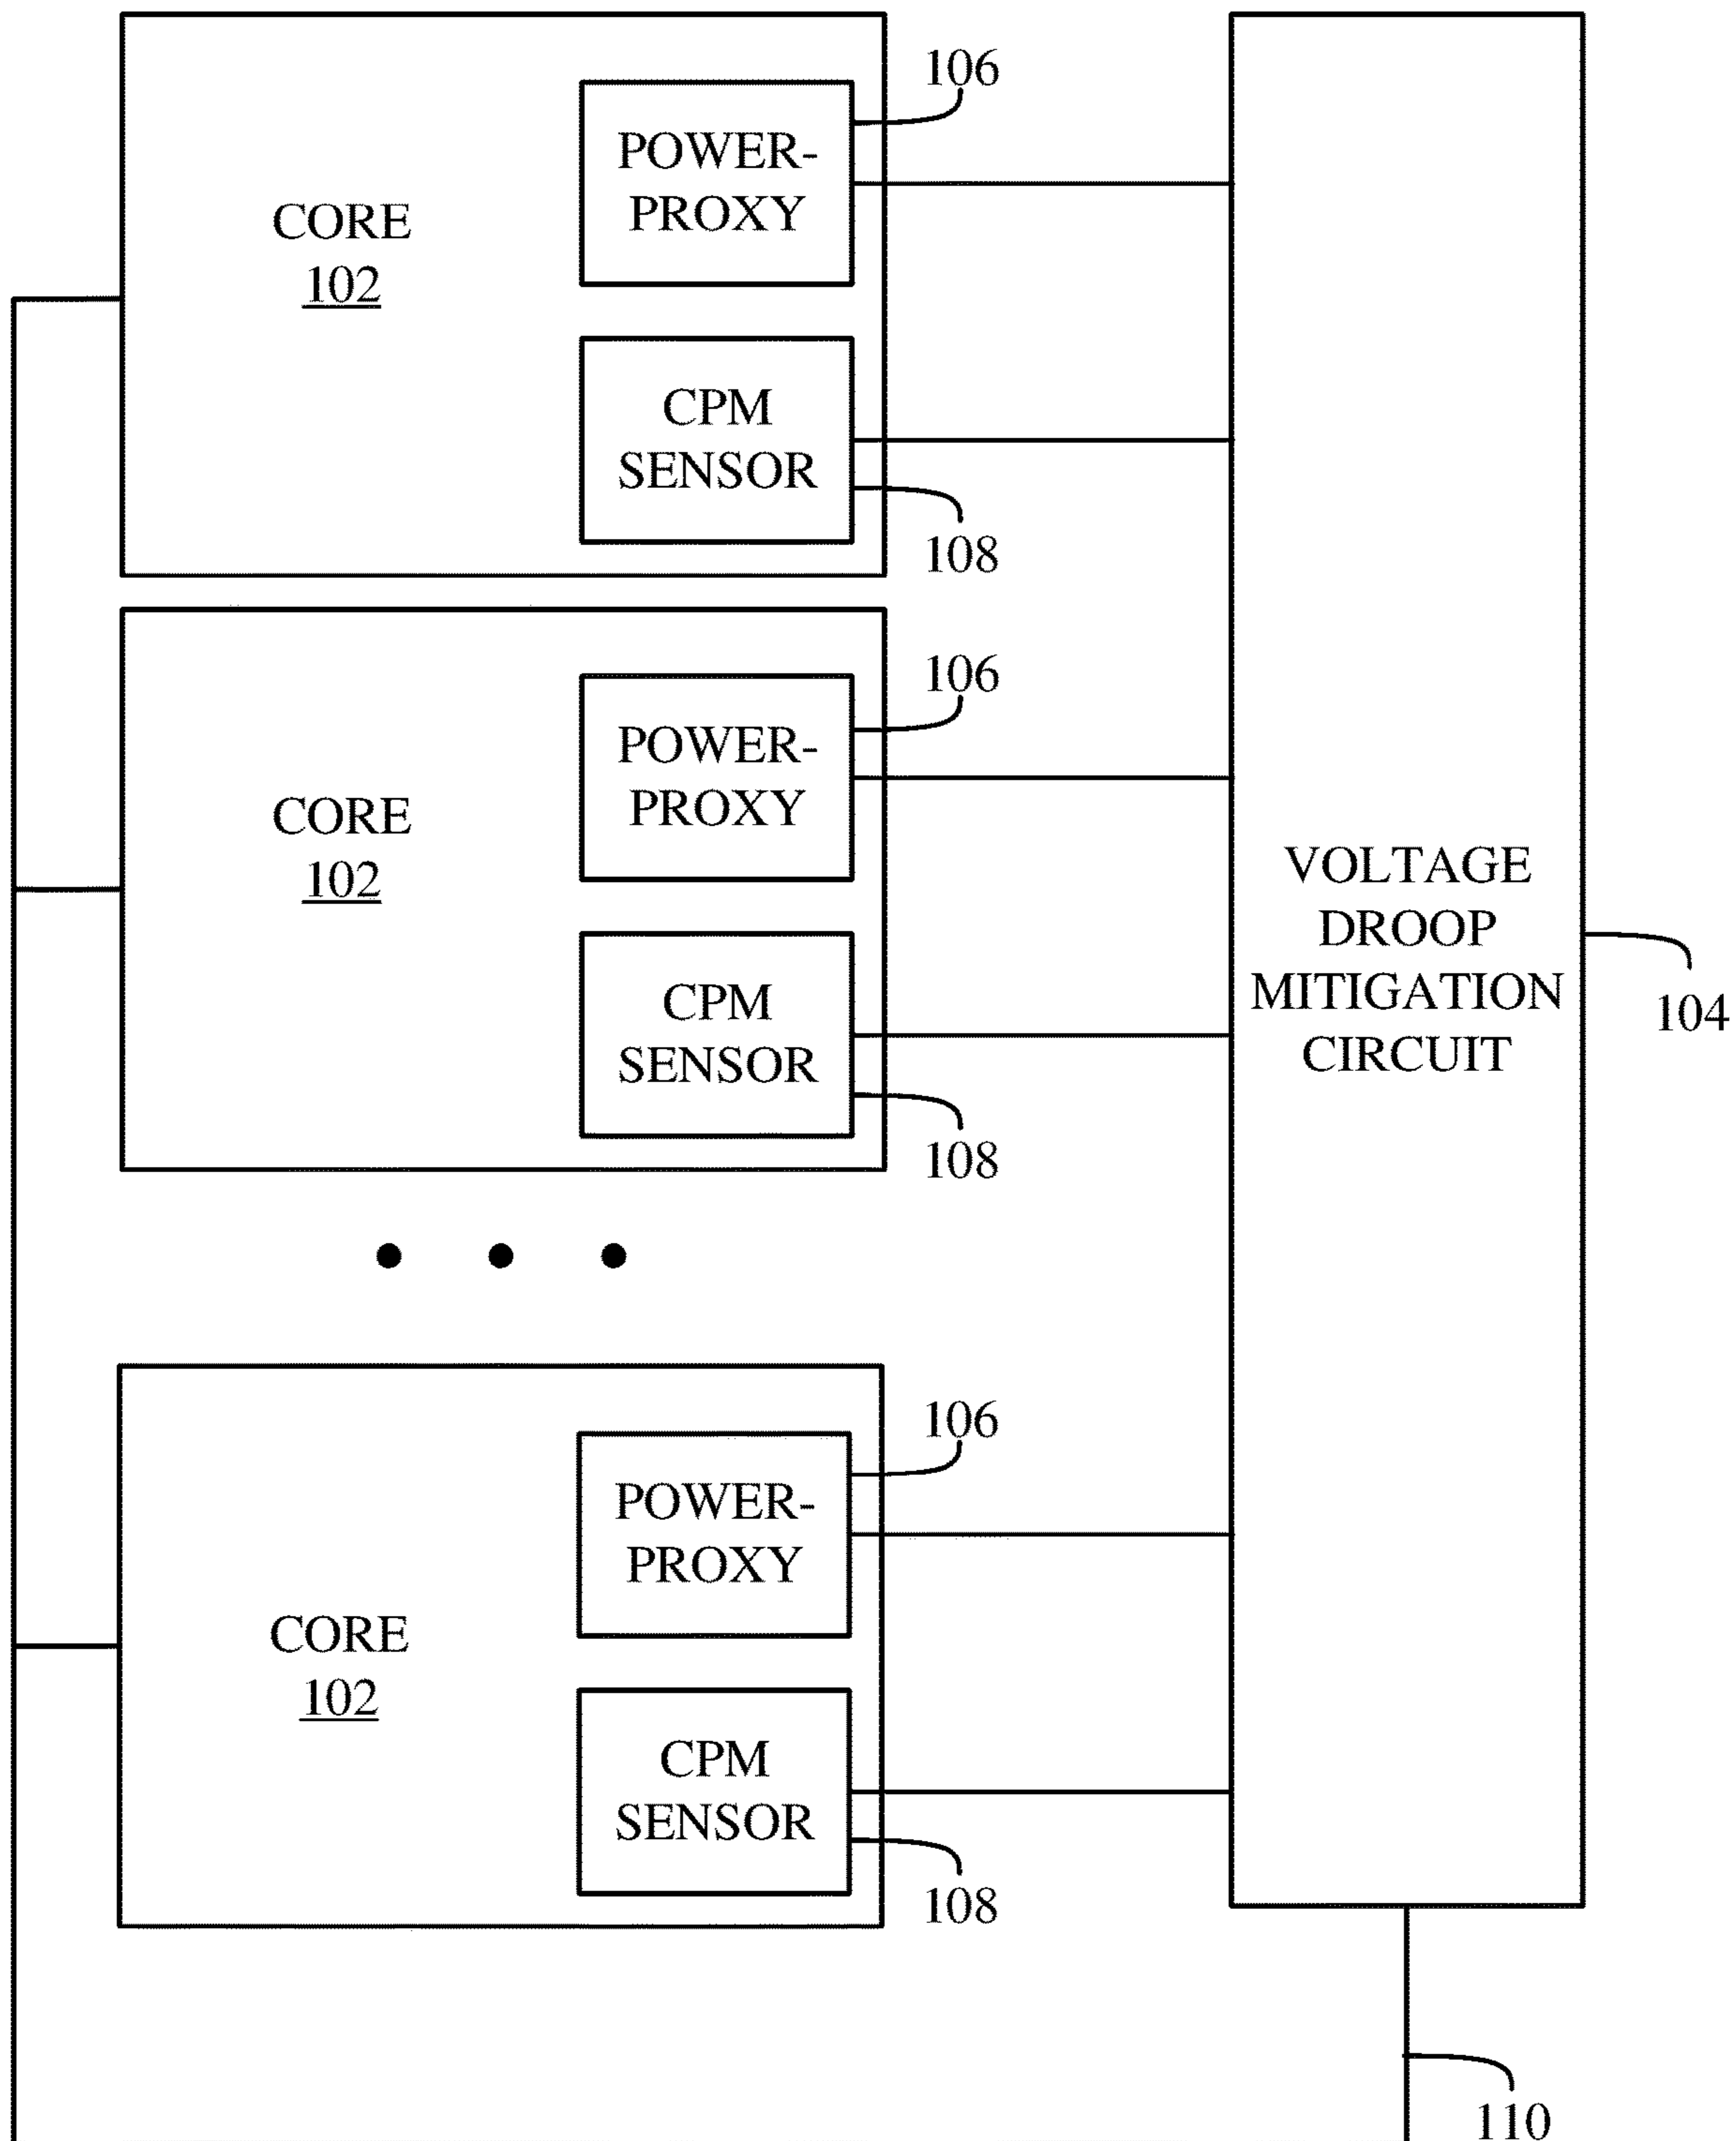 106
POWER-
PROXY
CORE
102
CPM
SENSOR
108
106
POWER-
PROXY
CORE
102
CPM
SENSOR
108
VOLTAGE
DROOP
MITIGATION
CIRCUIT
104
106
POWER-
PROXY
CORE
102
CPM
SENSOR
108
110